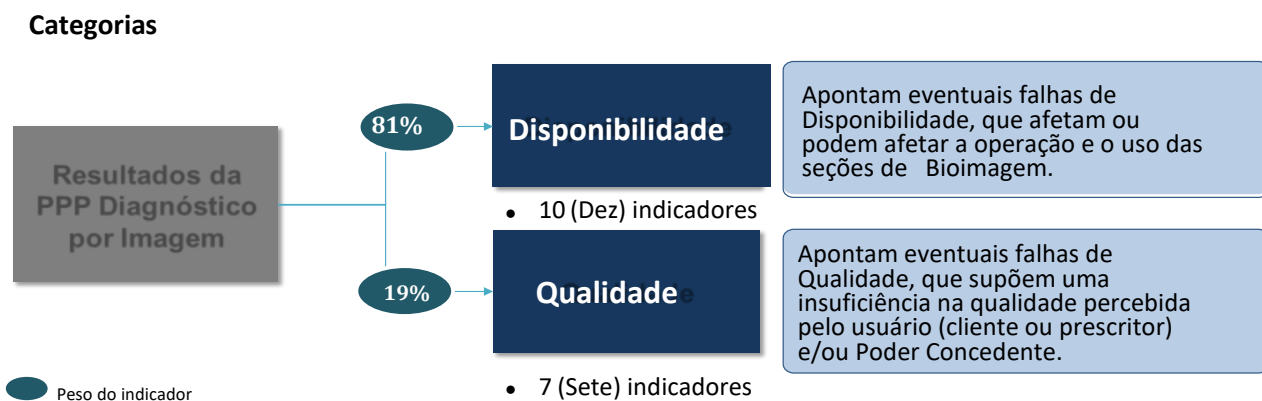 Categorias
Resultados da
PPP Diagnóstico
por Imagem
81%
Disponibilidade
• 10 (Dez) indicadores
Apontam eventuais falhas de
Disponibilidade, que afetam ou
podem afetar a operação e o uso das
seções de Bioimagem.
19%
Qualidade
• 7 (Sete) indicadores
Apontam eventuais falhas de
Qualidade, que supõem uma
insuficiência na qualidade percebida
pelo usuário (cliente ou prescritor)
e/ou Poder Concedente.
Peso do indicador